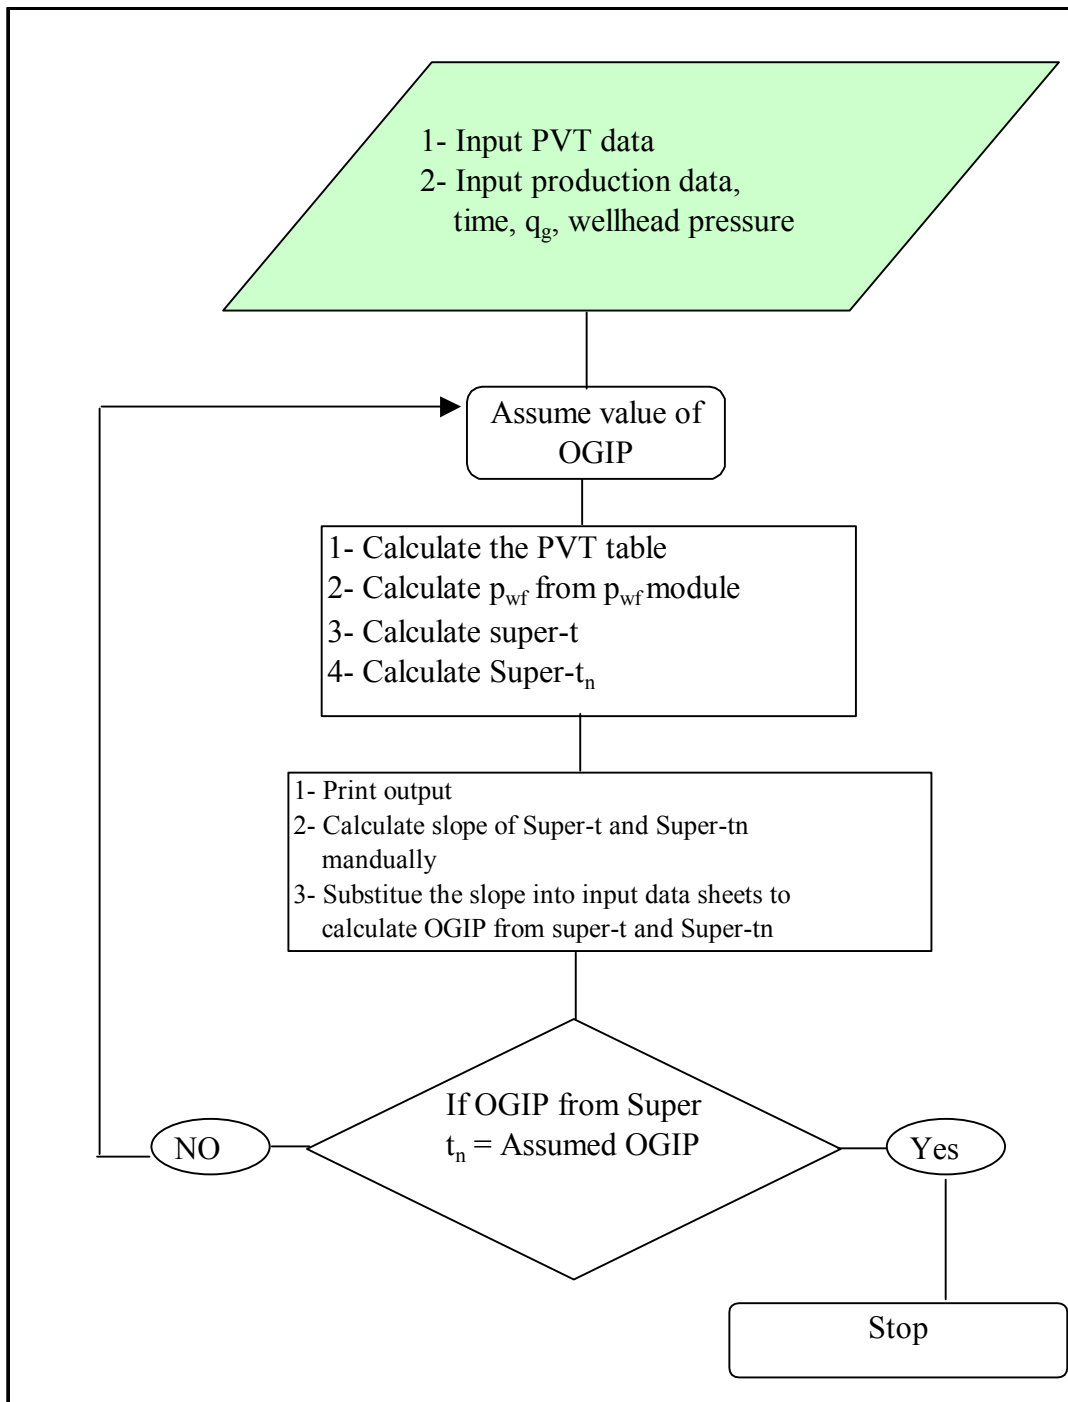 1- Input PVT data
2- Input production data,
time, qg, wellhead pressure
Assume value of
OGIP
1- Calculate the PVT table
2- Calculate pwf from pwf module
3- Calculate super-t
4- Calculate Super-tn
1- Print output
2- Calculate slope of Super-t and Super-tn
mandually
3- Substitue the slope into input data sheets to
calculate OGIP from super-t and Super-tn
If OGIP from Super
tn = Assumed OGIP
NO
Yes
Stop